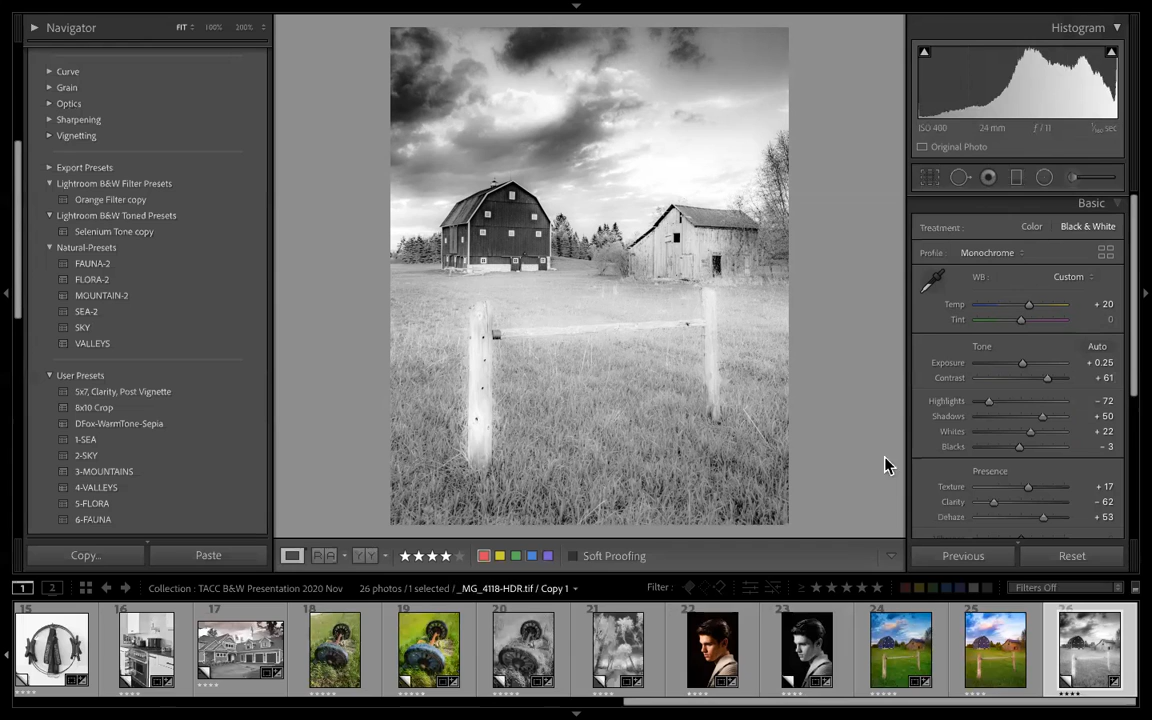 Navigator FIT 100% 200%
Curve
Grain
Optics
Sharpening
Vignetting
Export Presets
Lightroom B&W Filter Presets
Orange Filter copy
Lightroom B&W Toned Presets
Selenium Tone copy
Natural-Presets
FAUNA-2
FLORA-2
MOUNTAIN-2
SEA-2
SKY
VALLEYS
User Presets
5x7, Clarity, Post Vignette
8x10 Crop
DFox-WarmTone-Sepia
1-SEA
2-SKY
3-MOUNTAINS
4-VALLEYS
5-FLORA
6-FAUNA
Copy... Paste
Histogram
ISO 400 24 mm ƒ / 11 sec
Original Photo
Basic
Treatment : Color Black & White
Profile : Monochrome
WB : Custom
Temp + 20
Tint 0
Tone Auto
Exposure + 0.25
Contrast + 61
Highlights – 72
Shadows + 50
Whites + 22
Blacks – 3
Presence
Texture + 17
Clarity – 62
Dehaze + 53
Previous Reset
R A Y Y ★★★★ Soft Proofing
1 2 Collection : TACC B&W Presentation 2020 Nov 26 photos / 1 selected / _MG_4118-HDR.tif / Copy 1 Filter : ≥ ★★★★★ Filters Off
15 16 17 18 19 20 21 22 23 24 25 26